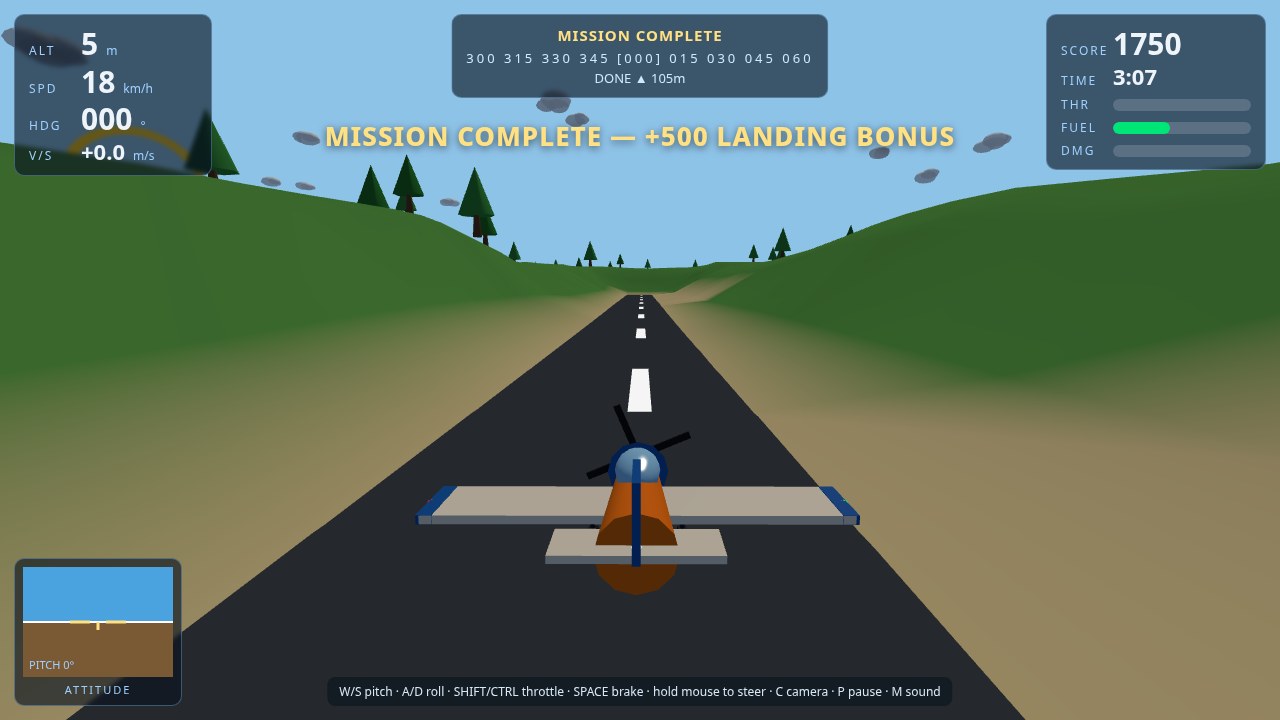 ALT 5 m
SPD 18 km/h
HDG 000 °
V/S +0.0 m/s
MISSION COMPLETE
300 315 330 345 [000] 015 030 045 060
DONE ▲ 105m
SCORE 1750
TIME 3:07
THR
FUEL
DMG
MISSION COMPLETE — +500 LANDING BONUS
PITCH 0°
ATTITUDE
W/S pitch · A/D roll · SHIFT/CTRL throttle · SPACE brake · hold mouse to steer · C camera · P pause · M sound